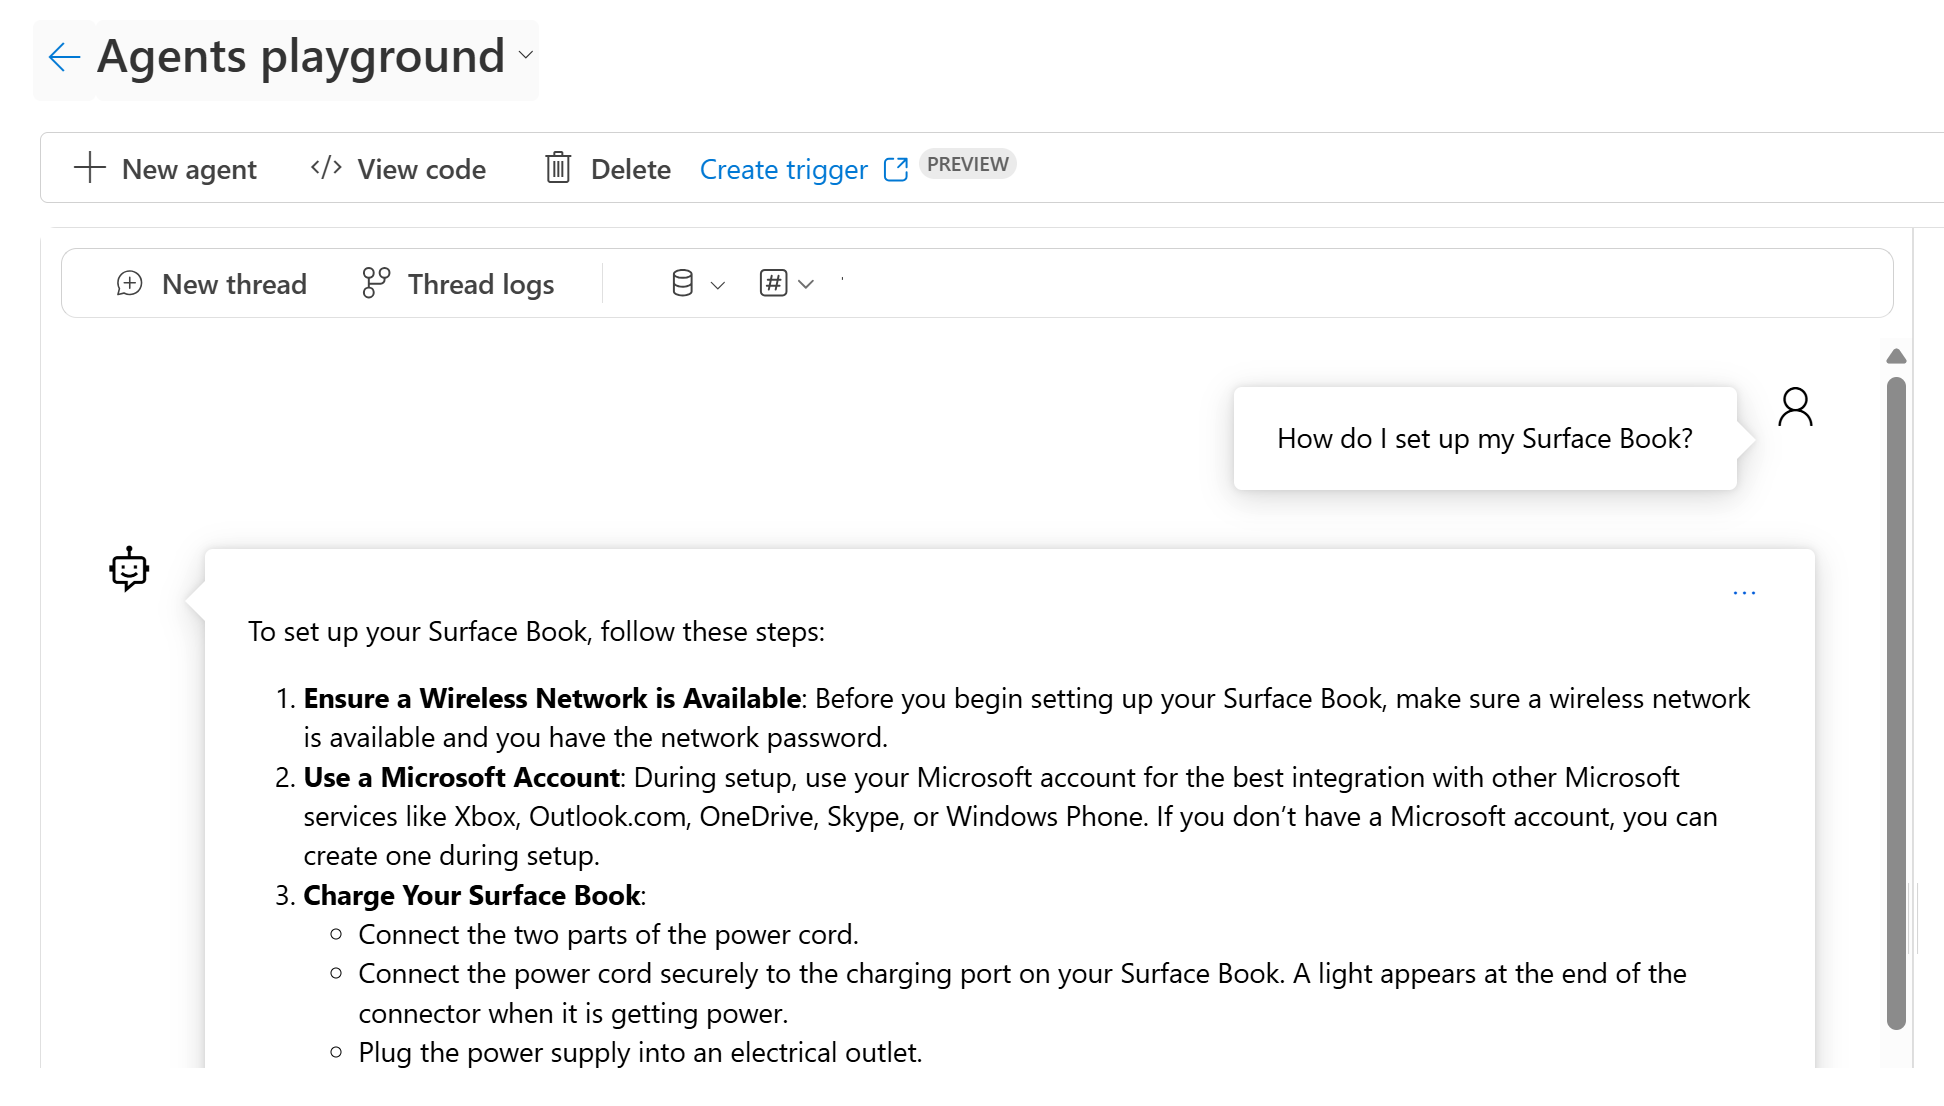 Agents playground
New agent
View code
Delete
Create trigger
PREVIEW
New thread
Thread logs
How do I set up my Surface Book?
...
To set up your Surface Book, follow these steps:
1. Ensure a Wireless Network is Available: Before you begin setting up your Surface Book, make sure a wireless network
is available and you have the network password.
2. Use a Microsoft Account: During setup, use your Microsoft account for the best integration with other Microsoft
services like Xbox, Outlook.com, OneDrive, Skype, or Windows Phone. If you don’t have a Microsoft account, you can
create one during setup.
3. Charge Your Surface Book:
○ Connect the two parts of the power cord.
○ Connect the power cord securely to the charging port on your Surface Book. A light appears at the end of the
connector when it is getting power.
○ Plug the power supply into an electrical outlet.